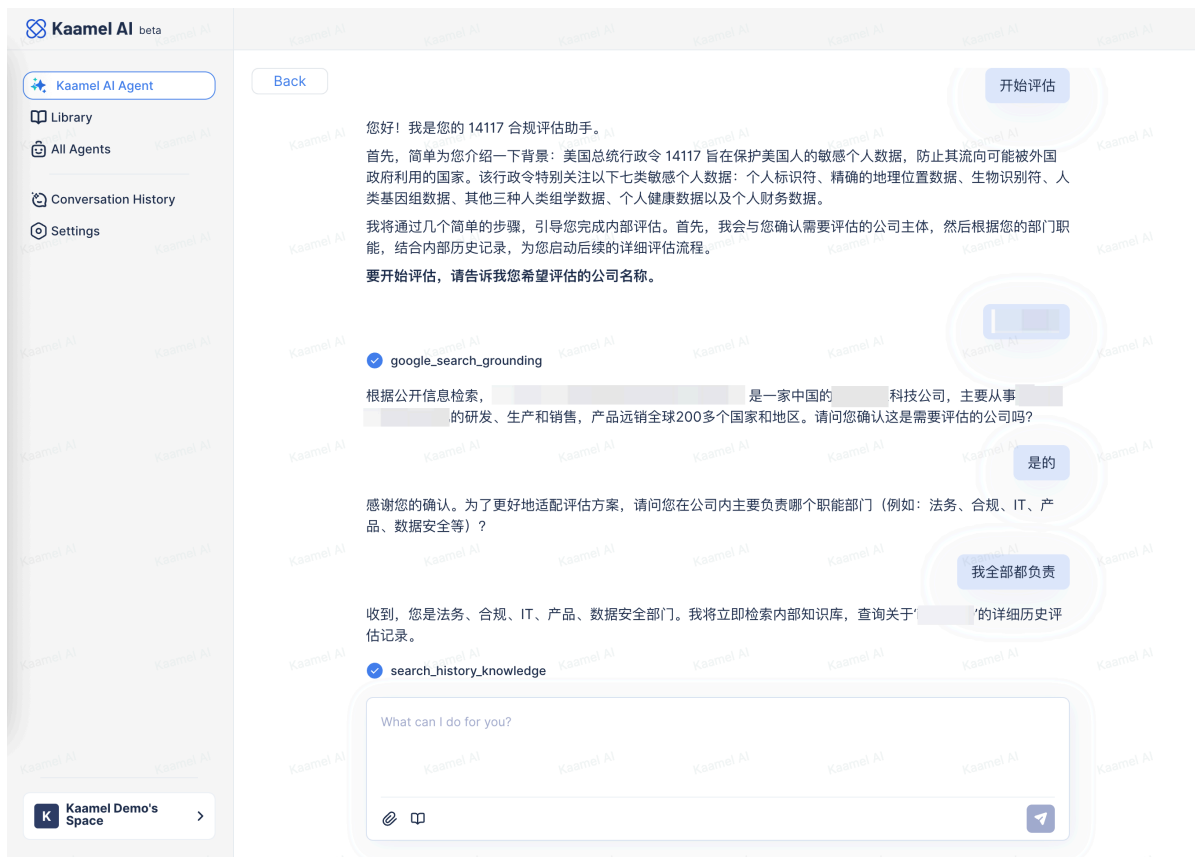 Kaamel AI beta
Kaamel AI Agent
Library
All Agents
Conversation History
Settings
Kaamel Demo's
Space
K
Back
开始评估
您好！我是您的 14117 合规评估助手。
首先，简单为您介绍一下背景：美国总统行政令 14117 旨在保护美国人的敏感个人数据，防止其流向可能被外国
政府利用的国家。该行政令特别关注以下七类敏感个人数据：个人标识符、精确的地理位置数据、生物识别符、人
类基因组数据、其他三种人类组学数据、个人健康数据以及个人财务数据。
我将通过几个简单的步骤，引导您完成内部评估。首先，我会与您确认需要评估的公司主体，然后根据您的部门职
能，结合内部历史记录，为您启动后续的详细评估流程。
要开始评估，请告诉我您希望评估的公司名称。
google_search_grounding
根据公开信息检索， 是一家中国的 科技公司，主要从事
的研发、生产和销售，产品远销全球200多个国家和地区。请问您确认这是需要评估的公司吗?
是的
感谢您的确认。为了更好地适配评估方案，请问您在公司内主要负责哪个职能部门（例如：法务、合规、IT、产
品、数据安全等）?
我全部都负责
收到，您是法务、合规、IT、产品、数据安全部门。我将立即检索内部知识库，查询关于‘ ’的详细历史评
估记录。
search_history_knowledge
What can I do for you?
Kaamel AI